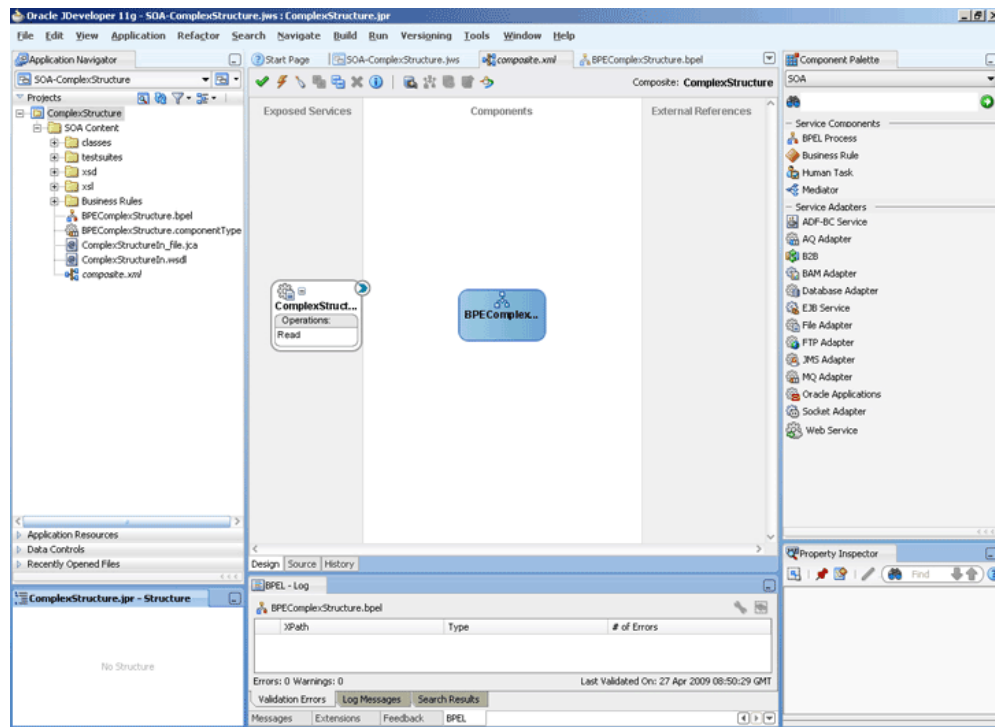 Oracle JDeveloper 11g - SOA-ComplexStructure.jws : ComplexStructure.jpr
File Edit View Application Refactor Search Navigate Build Run Versioning Tools Window Help
Application Navigator
SOA-ComplexStructure
Projects
ComplexStructure
SOA Content
classes
testsuites
xsd
xsl
Business Rules
BPEComplexStructure.bpel
BPEComplexStructure.componentType
ComplexStructureIn_file.jca
ComplexStructureIn.wsdl
composite.xml
Application Resources
Data Controls
Recently Opened Files
ComplexStructure.jpr - Structure
No Structure
Start Page
SOA-ComplexStructure.jws
composite.xml
BPEComplexStructure.bpel
Composite: ComplexStructure
Exposed Services
Components
External References
ComplexStruct...
Operations:
Read
BPEComplex...
Design Source History
BPEL - Log
BPEComplexStructure.bpel
XPath Type # of Errors
Errors: 0 Warnings: 0
Last Validated On: 27 Apr 2009 08:50:29 GMT
Validation Errors Log Messages Search Results
Messages Extensions Feedback BPEL
Component Palette
SOA
Service Components
BPEL Process
Business Rule
Human Task
Mediator
Service Adapters
ADF-BC Service
AQ Adapter
B2B
BAM Adapter
Database Adapter
EJB Service
File Adapter
FTP Adapter
JMS Adapter
MQ Adapter
Oracle Applications
Socket Adapter
Web Service
Property Inspector
Find